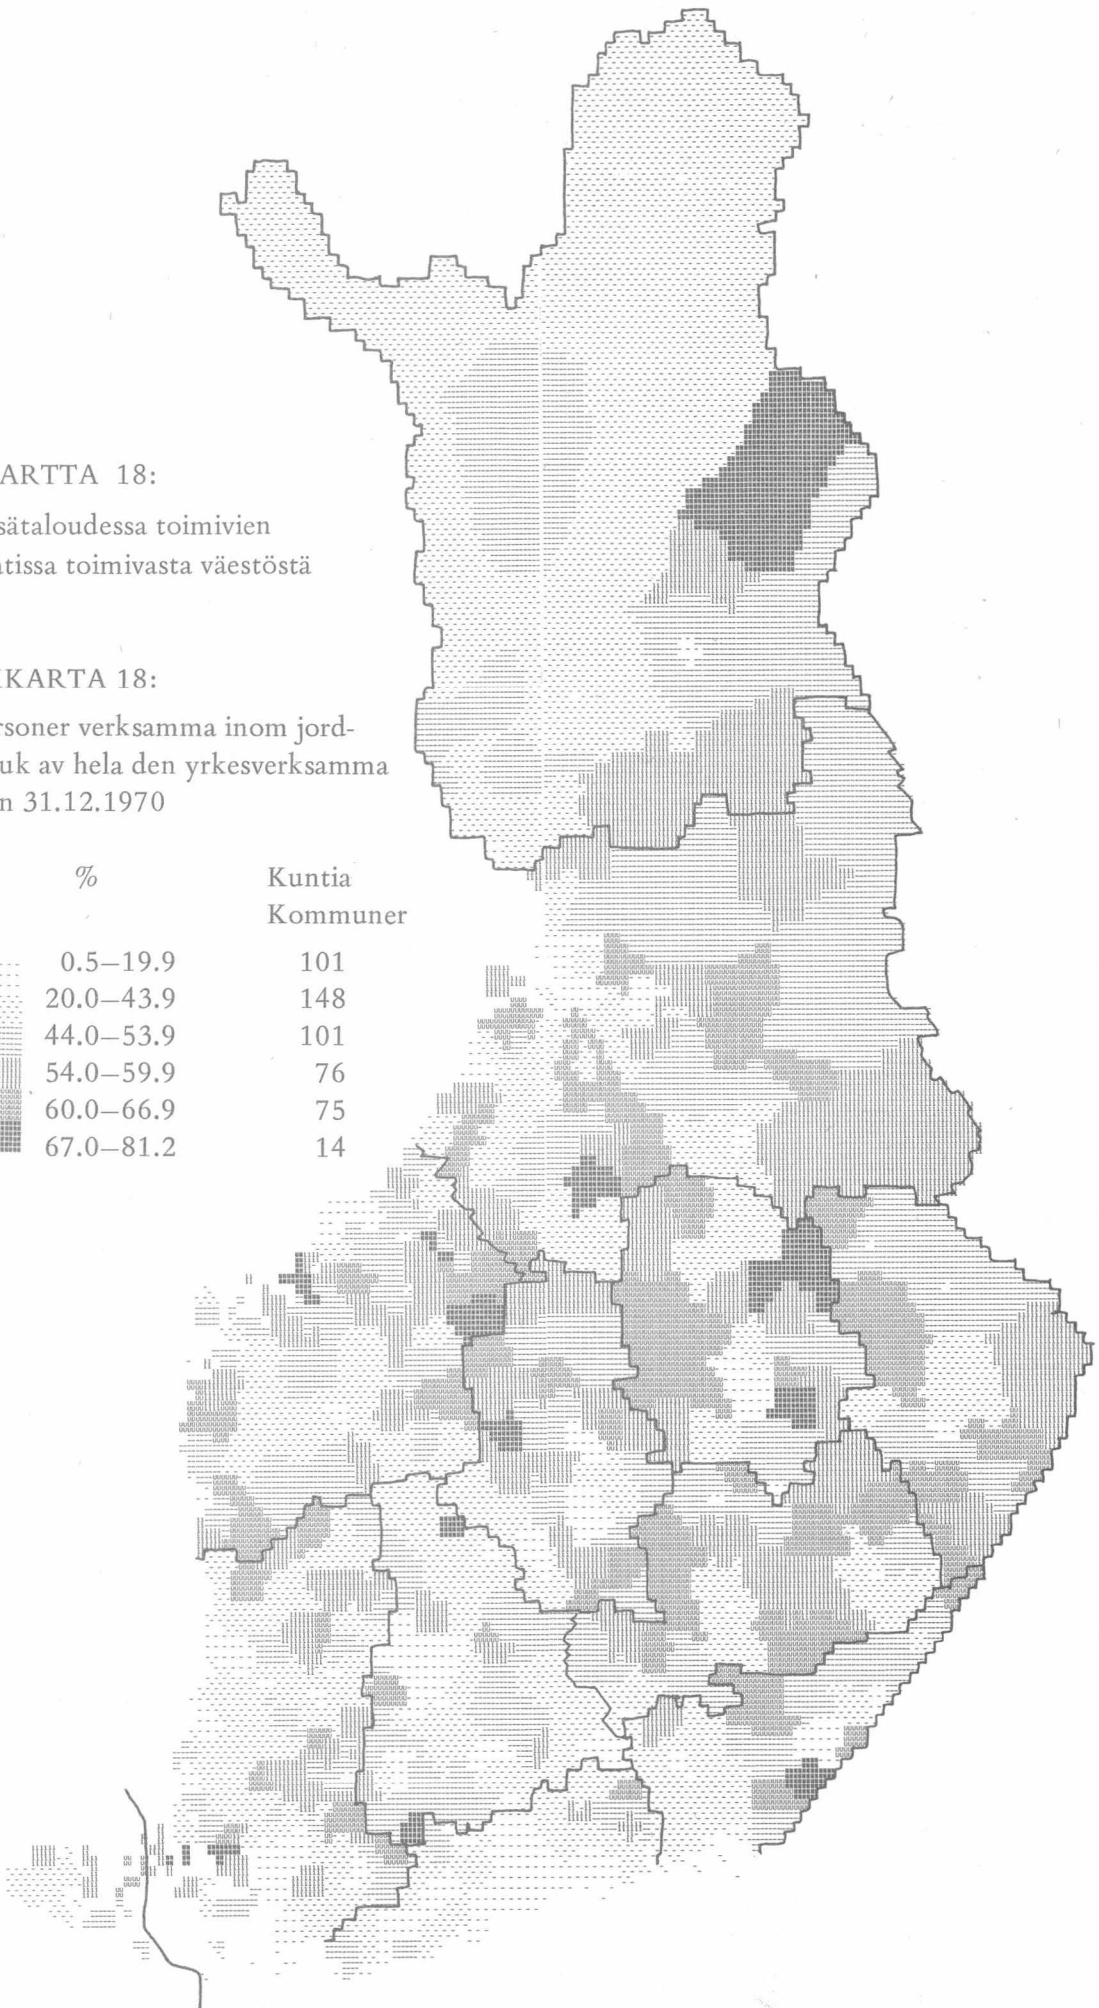 ARTTA 18:
sätaloudessa toimivien
tissa toimivasta väestöstä
KARTA 18:
rsoner verksamma inom jord-
uk av hela den yrkesverksamma
n 31.12.1970
% Kuntia
Kommuner
0.5—19.9 101
20.0—43.9 148
44.0—53.9 101
54.0—59.9 76
60.0—66.9 75
67.0—81.2 14